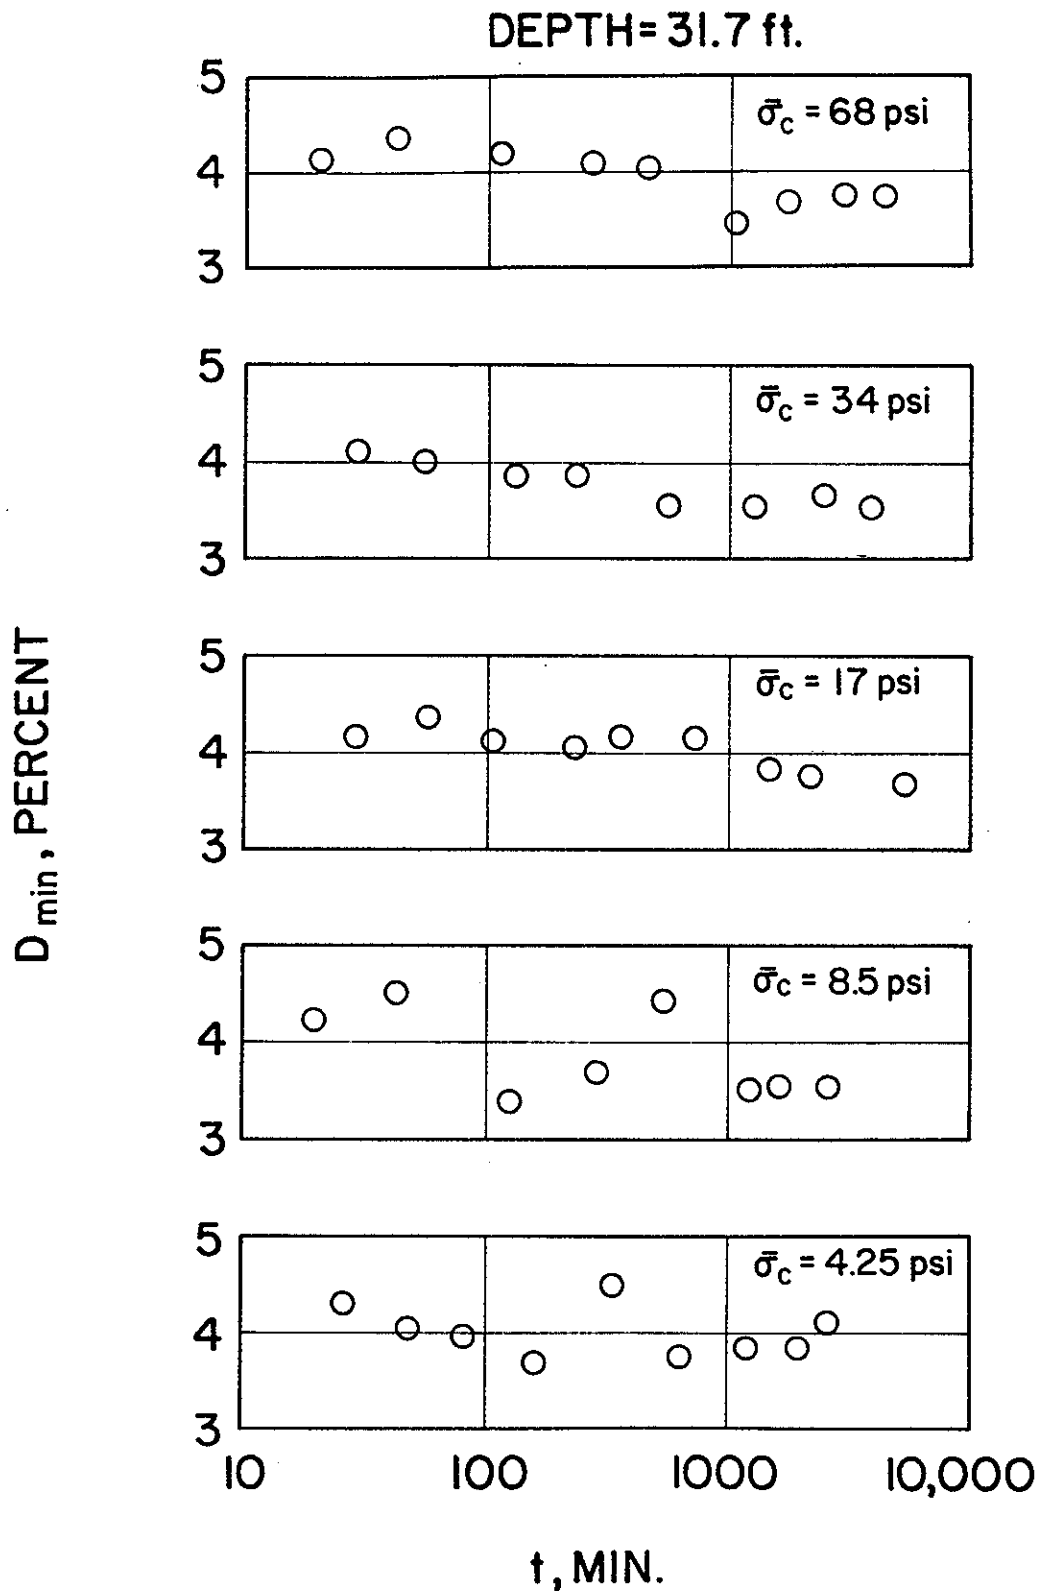 DEPTH = 31.7 ft.
5
4
3
σ̄c = 68 psi
5
4
3
σ̄c = 34 psi
5
4
3
σ̄c = 17 psi
5
4
3
σ̄c = 8.5 psi
5
4
3
σ̄c = 4.25 psi
10
100
1000
10,000
t, MIN.
Dmin, PERCENT